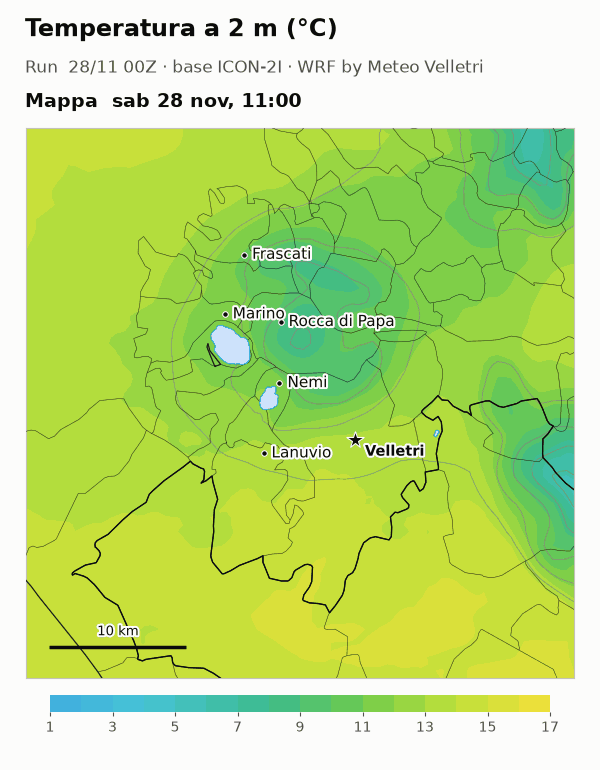 Temperatura a 2 m (°C)
Run  28/11 00Z · base ICON-2I · WRF by Meteo Velletri
Mappa  sab 28 nov, 11:00
Frascati
Marino
Rocca di Papa
Nemi
Velletri
Lanuvio
10 km
1 3 5 7 9 11 13 15 17